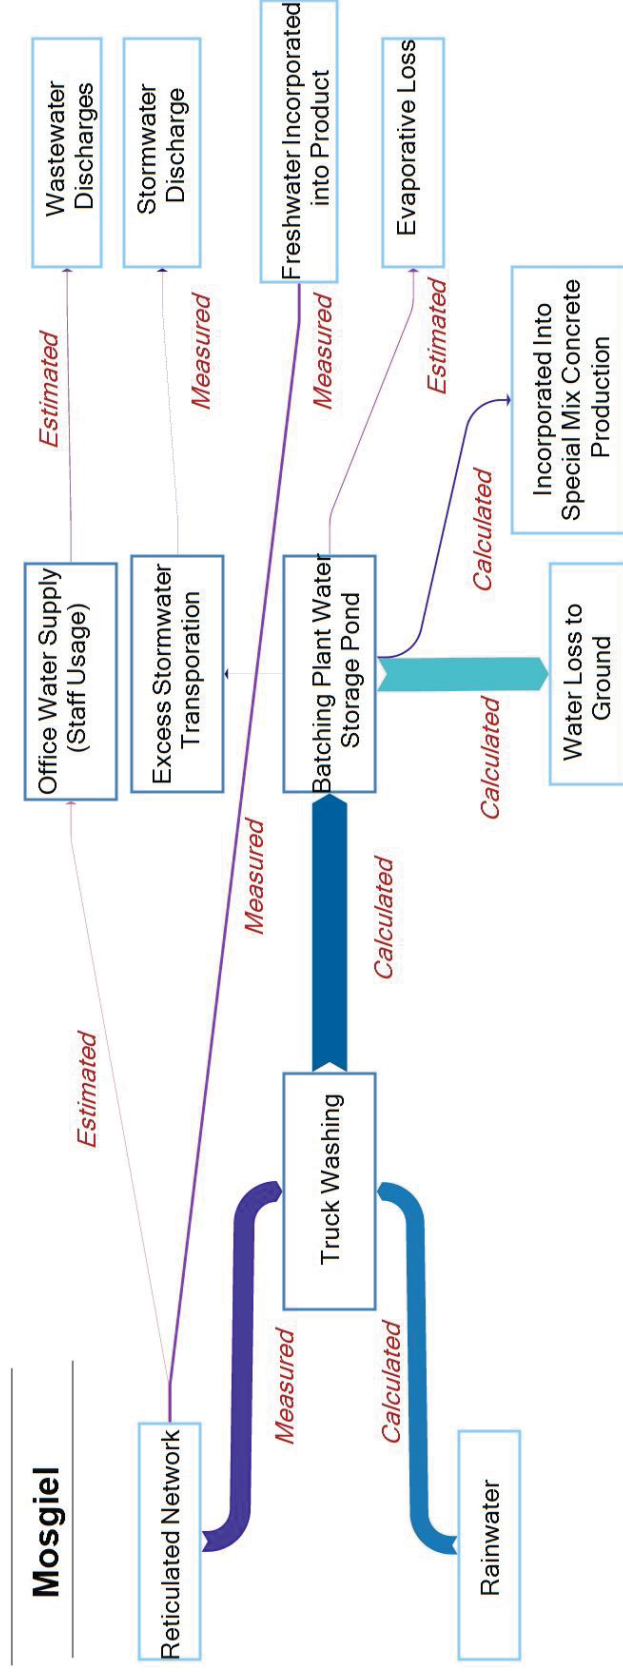 Mosgiel
Reticulated Network
Rainwater
Estimated
Measured
Calculated
Truck Washing
Measured
Calculated
Office Water Supply
(Staff Usage)
Excess Stormwater
Transporation
Batching Plant Water
Storage Pond
Calculated
Water Loss to
Ground
Estimated
Measured
Measured
Estimated
Calculated
Wastewater
Discharges
Stormwater
Discharge
Freshwater Incorporated
into Product
Evaporative Loss
Incorporated Into
Special Mix Concrete
Production